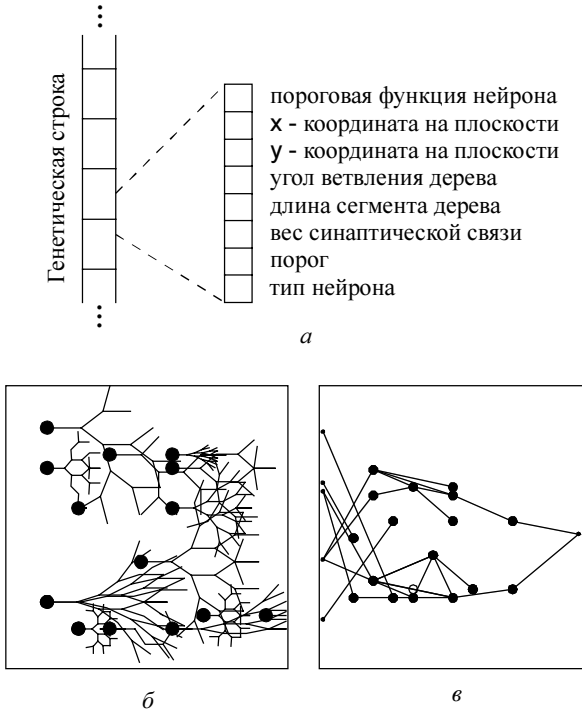 Генетическая строка
пороговая функция нейрона
x - координата на плоскости
y - координата на плоскости
угол ветвления дерева
длина сегмента дерева
вес синаптической связи
порог
тип нейрона
а
б
в